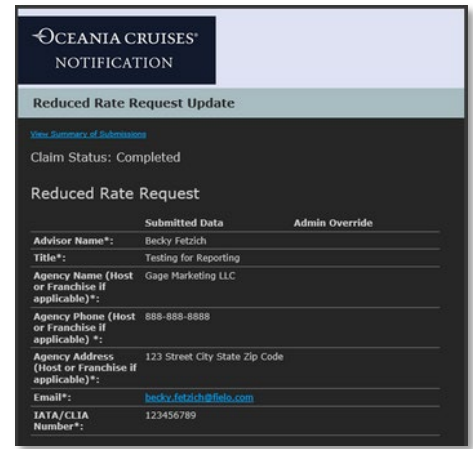 OCEANIA CRUISES®
NOTIFICATION
Reduced Rate Request Update
View Summary of Submissions
Claim Status: Completed
Reduced Rate Request
Submitted Data Admin Override
Advisor Name*: Becky Fetzich
Title*: Testing for Reporting
Agency Name (Host Gage Marketing LLC
or Franchise if
applicable)*:
Agency Phone (Host 888-888-8888
or Franchise if
applicable) *:
Agency Address 123 Street City State Zip Code
(Host or Franchise if
applicable)*:
Email*: becky.fetzich@fielo.com
IATA/CLIA 123456789
Number*: